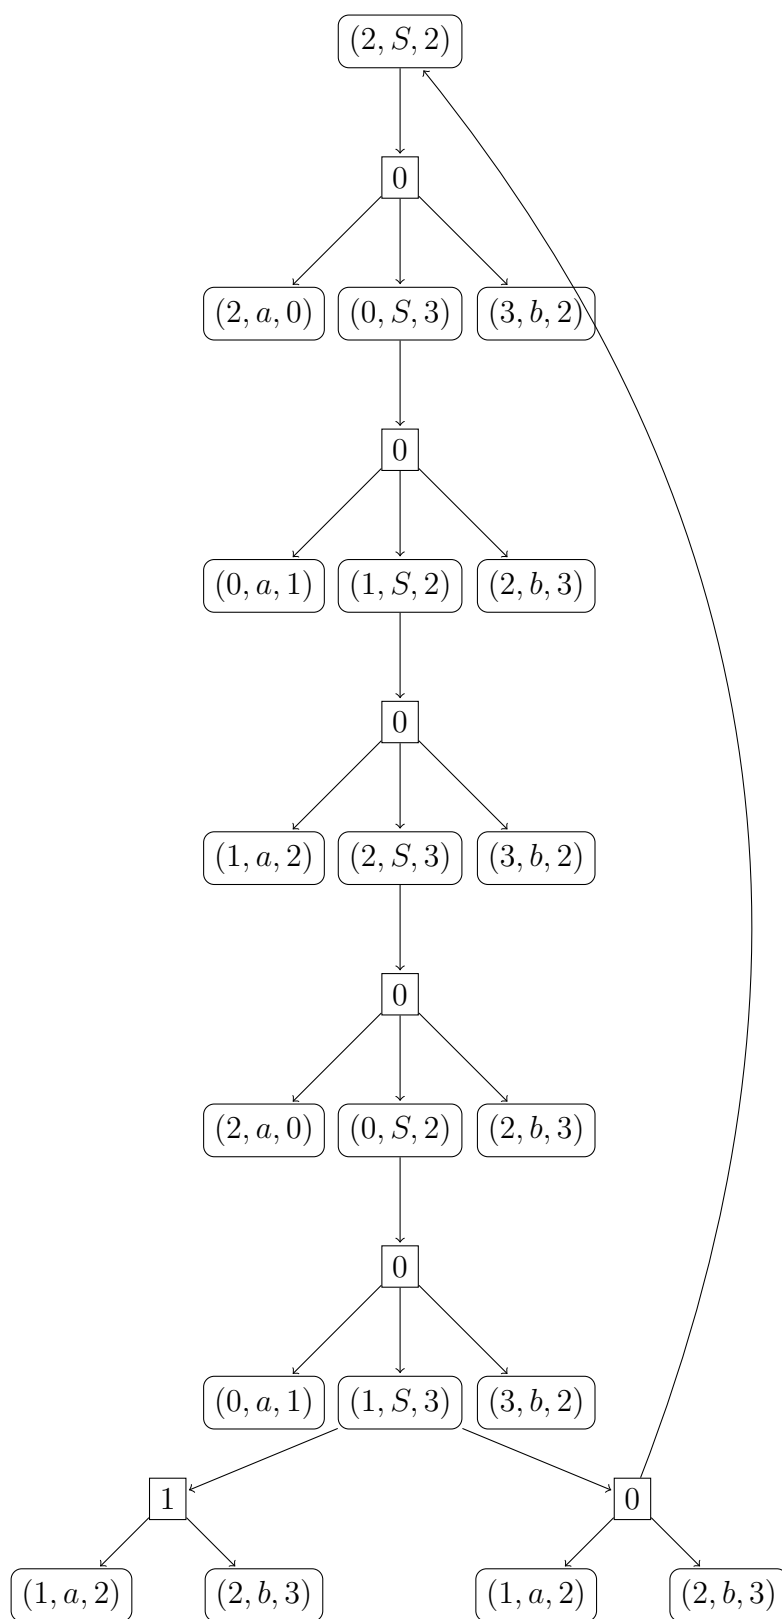 (2, S, 2)
0
(2, a, 0) (0, S, 3) (3, b, 2)
0
(0, a, 1) (1, S, 2) (2, b, 3)
0
(1, a, 2) (2, S, 3) (3, b, 2)
0
(2, a, 0) (0, S, 2) (2, b, 3)
0
(0, a, 1) (1, S, 3) (3, b, 2)
1 0
(1, a, 2) (2, b, 3) (1, a, 2) (2, b, 3)